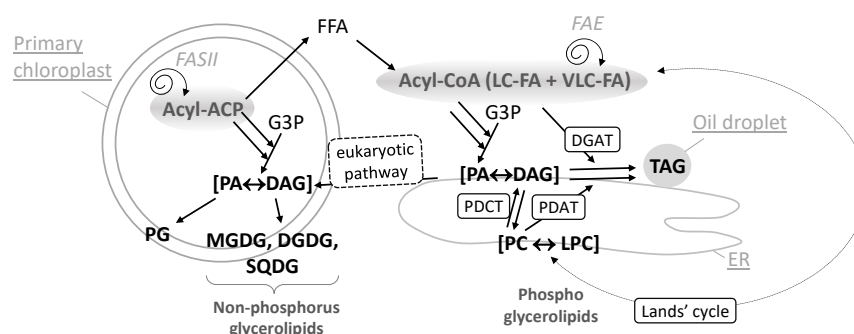 Primary
chloroplast
FASII
Acyl-ACP
G3P
[PA↔DAG]
PG
MGDG, DGDG,
SQDG
Non-phosphorus
glycerolipids
FFA
eukaryotic
pathway
FAE
Acyl-CoA (LC-FA + VLC-FA)
G3P
DGAT
Oil droplet
TAG
[PA↔DAG]
PDCT
PDAT
[PC ↔ LPC]
ER
Phospho
glycerolipids
Lands' cycle